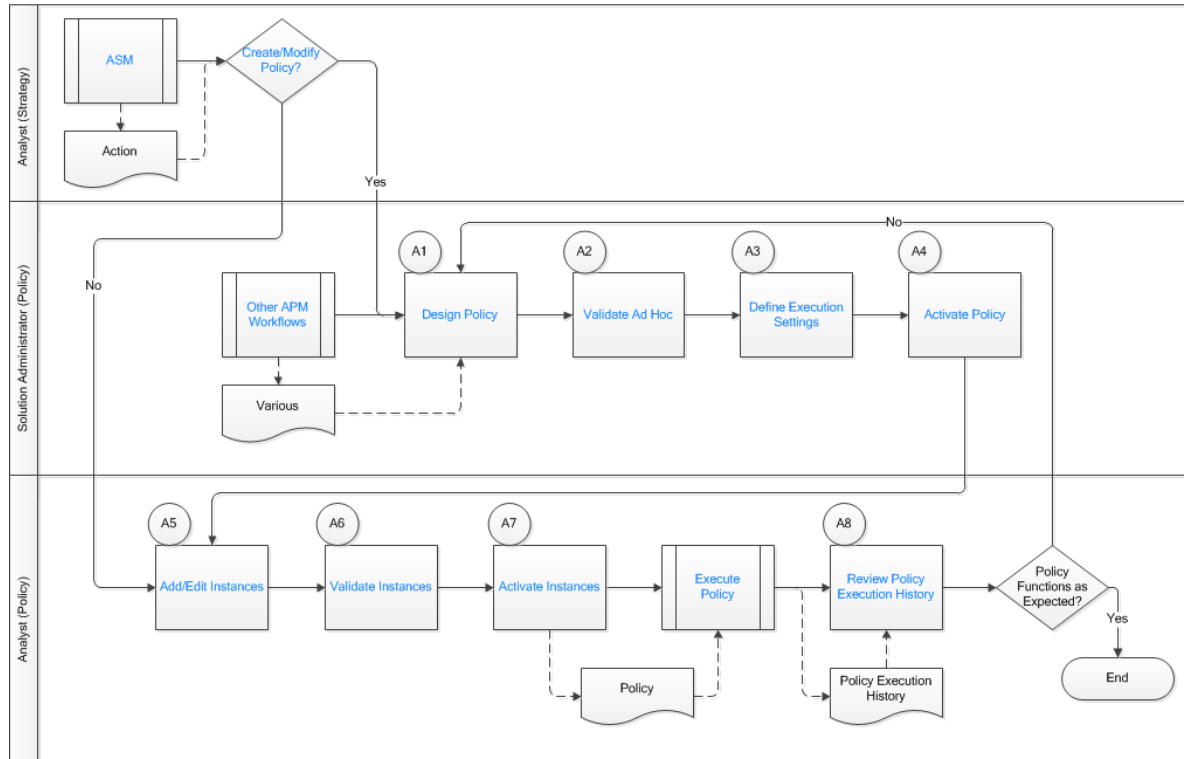 Analyst (Strategy)
ASM
Create/Modify
Policy?
Action
Yes
No
Solution Administrator (Policy)
No
A1
A2
A3
A4
Other APM
Workflows
Design Policy
Validate Ad Hoc
Define Execution
Settings
Activate Policy
Various
Analyst (Policy)
A5
A6
A7
A8
Add/Edit Instances
Validate Instances
Activate Instances
Execute
Policy
Review Policy
Execution History
Policy
Functions as
Expected?
Yes
Policy
Policy Execution
History
End